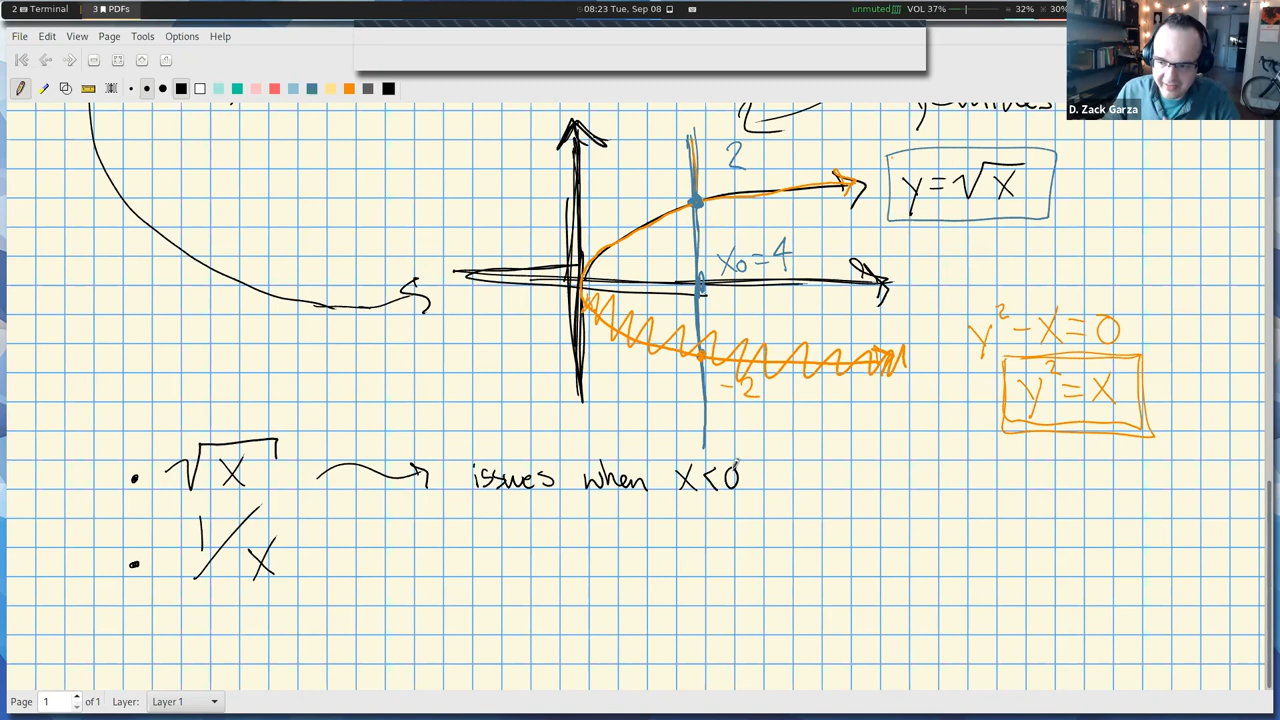 2 Terminal 3 PDFs 08:23 Tue, Sep 08 unmuted VOL 37% 32% 30%
File Edit View Page Tools Options Help
D. Zack Garza
2
y = √x
x₀ = 4
y² - x = 0
-2
y² = x
• √x issues when x < 0
• 1/x
Page 1 of 1 Layer: Layer 1